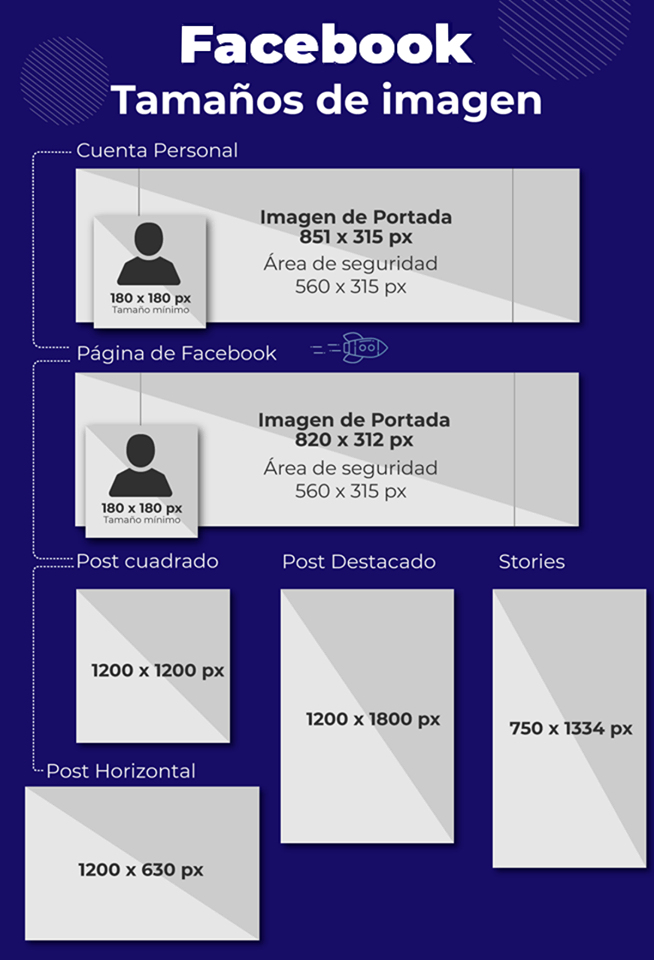 Facebook
Tamaños de imagen
Cuenta Personal
Imagen de Portada
851 x 315 px
Área de seguridad
560 x 315 px
180 x 180 px
Tamaño mínimo
Página de Facebook
Imagen de Portada
820 x 312 px
Área de seguridad
560 x 315 px
180 x 180 px
Tamaño mínimo
Post cuadrado
1200 x 1200 px
Post Destacado
1200 x 1800 px
Stories
750 x 1334 px
Post Horizontal
1200 x 630 px